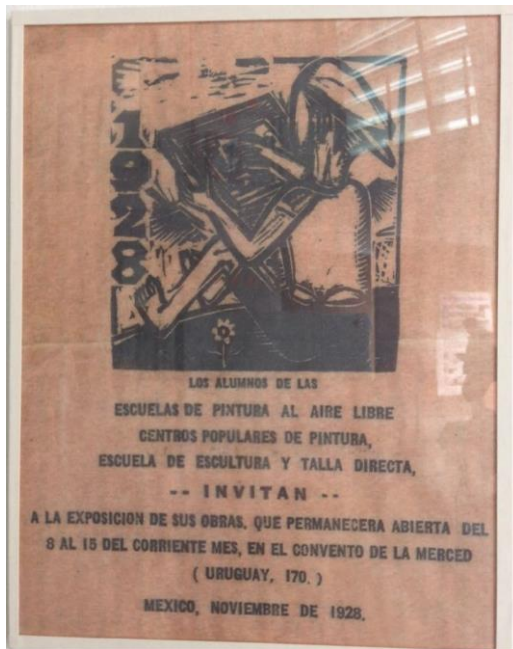 1928
LOS ALUMNOS DE LAS
ESCUELAS DE PINTURA AL AIRE LIBRE
CENTROS POPULARES DE PINTURA,
ESCUELA DE ESCULTURA Y TALLA DIRECTA,
-- INVITAN --
A LA EXPOSICION DE SUS OBRAS, QUE PERMANECERA ABIERTA DEL
8 AL 15 DEL CORRIENTE MES, EN EL CONVENTO DE LA MERCED
( URUGUAY, 170. )
MEXICO, NOVIEMBRE DE 1928.